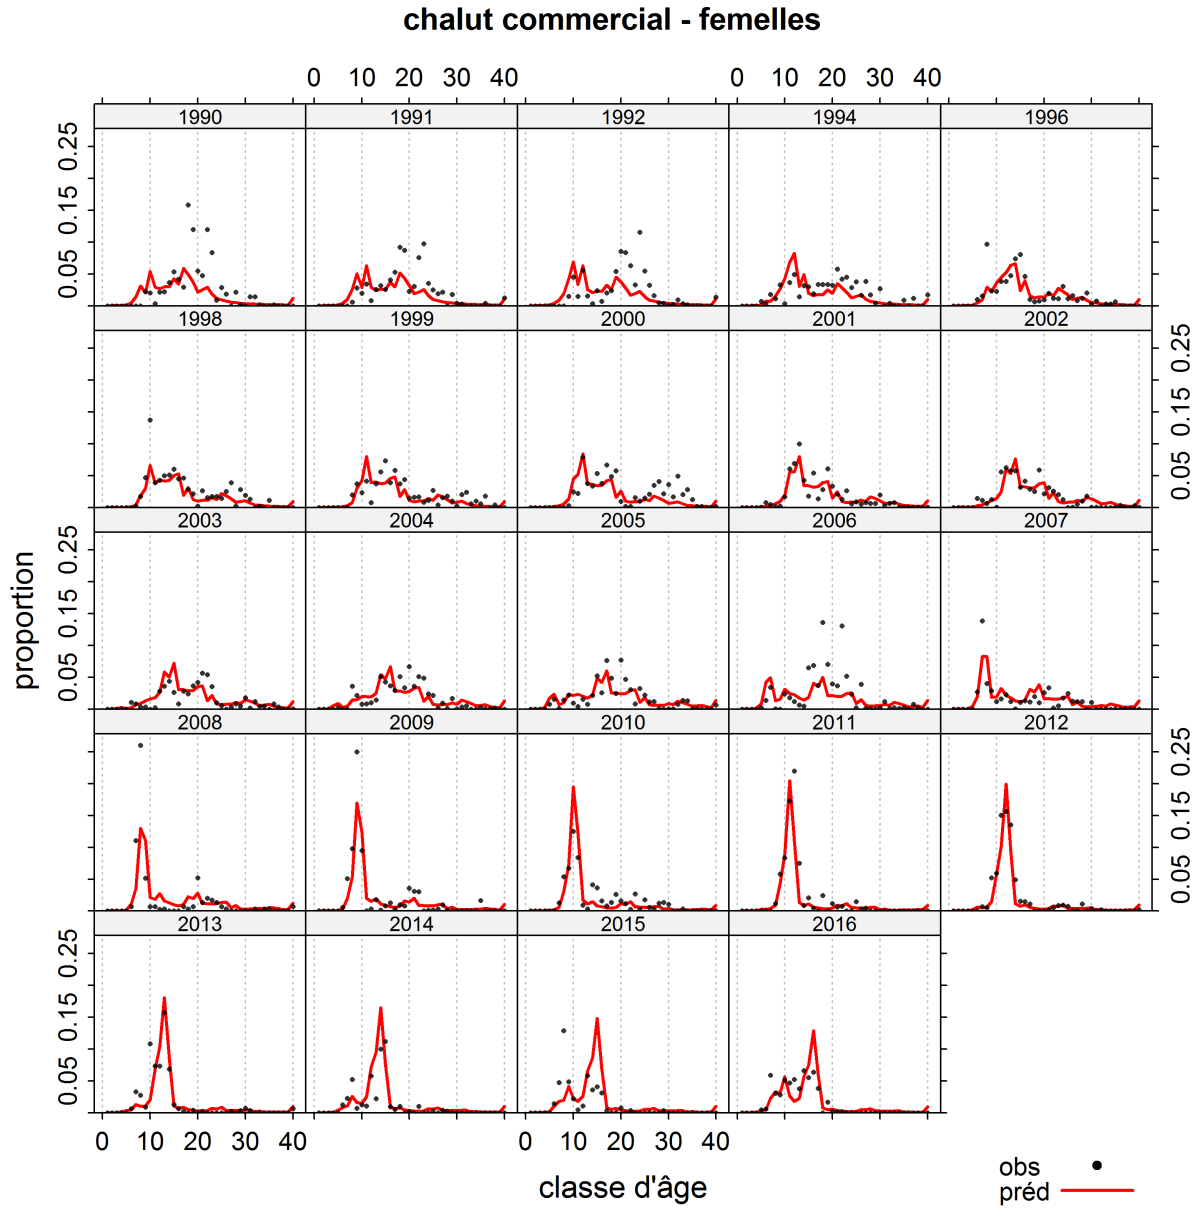 chalut commercial - femelles
0 10 20 30 40 0 10 20 30 40
1990 1991 1992 1994 1996
0.05 0.15 0.25
1998 1999 2000 2001 2002
0.05 0.15 0.25
2003 2004 2005 2006 2007
0.05 0.15 0.25
proportion
2008 2009 2010 2011 2012
0.05 0.15 0.25
2013 2014 2015 2016
0.05 0.15 0.25
0 10 20 30 40 0 10 20 30 40
classe d'âge
obs
préd